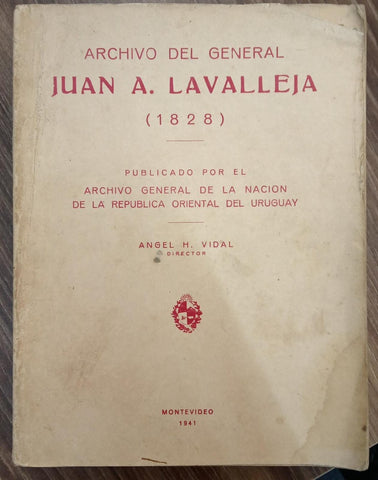 ARCHIVO DEL GENERAL
JUAN A. LAVALLEJA
(1828)
PUBLICADO POR EL
ARCHIVO GENERAL DE LA NACION
DE LA REPUBLICA ORIENTAL DEL URUGUAY
ANGEL H. VIDAL
DIRECTOR
MONTEVIDEO
1941